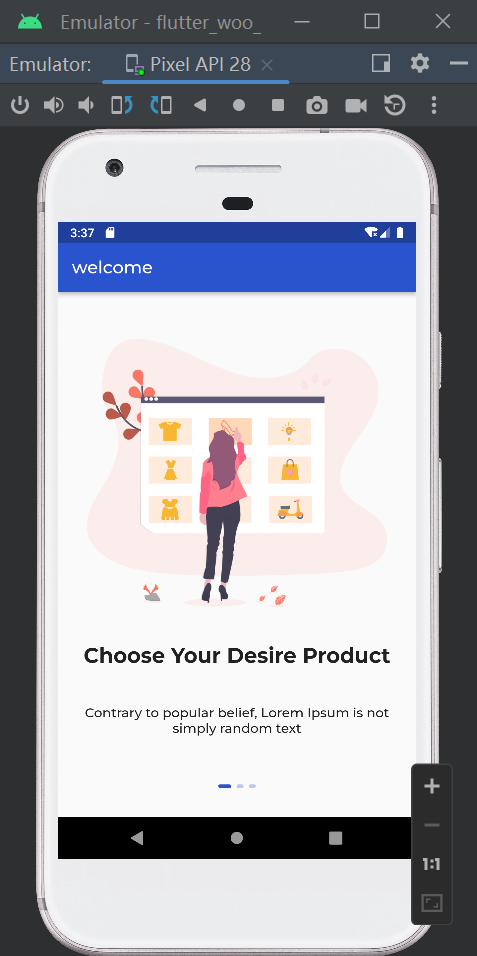 Emulator - flutter_woo_
Emulator:
Pixel API 28
3:37
welcome
Choose Your Desire Product
Contrary to popular belief, Lorem Ipsum is not
simply random text
1:1